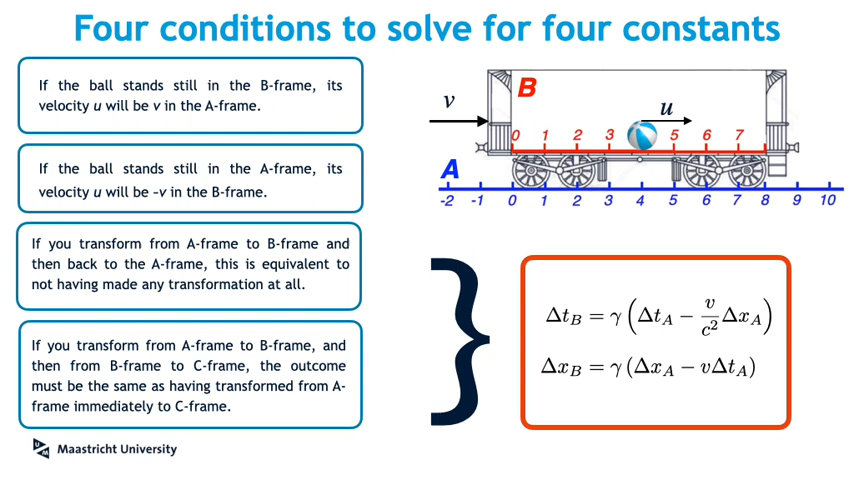 Four conditions to solve for four constants
If the ball stands still in the B-frame, its
velocity u will be v in the A-frame.
If the ball stands still in the A-frame, its
velocity u will be –v in the B-frame.
If you transform from A-frame to B-frame and
then back to the A-frame, this is equivalent to
not having made any transformation at all.
If you transform from A-frame to B-frame, and
then from B-frame to C-frame, the outcome
must be the same as having transformed from A-
frame immediately to C-frame.
B
v
u
0 1 2 3 5 6 7
A
-2 -1 0 1 2 3 4 5 6 7 8 9 10
}
Δt_B = γ (Δt_A − v/c² Δx_A)
Δx_B = γ (Δx_A − vΔt_A)
UM Maastricht University